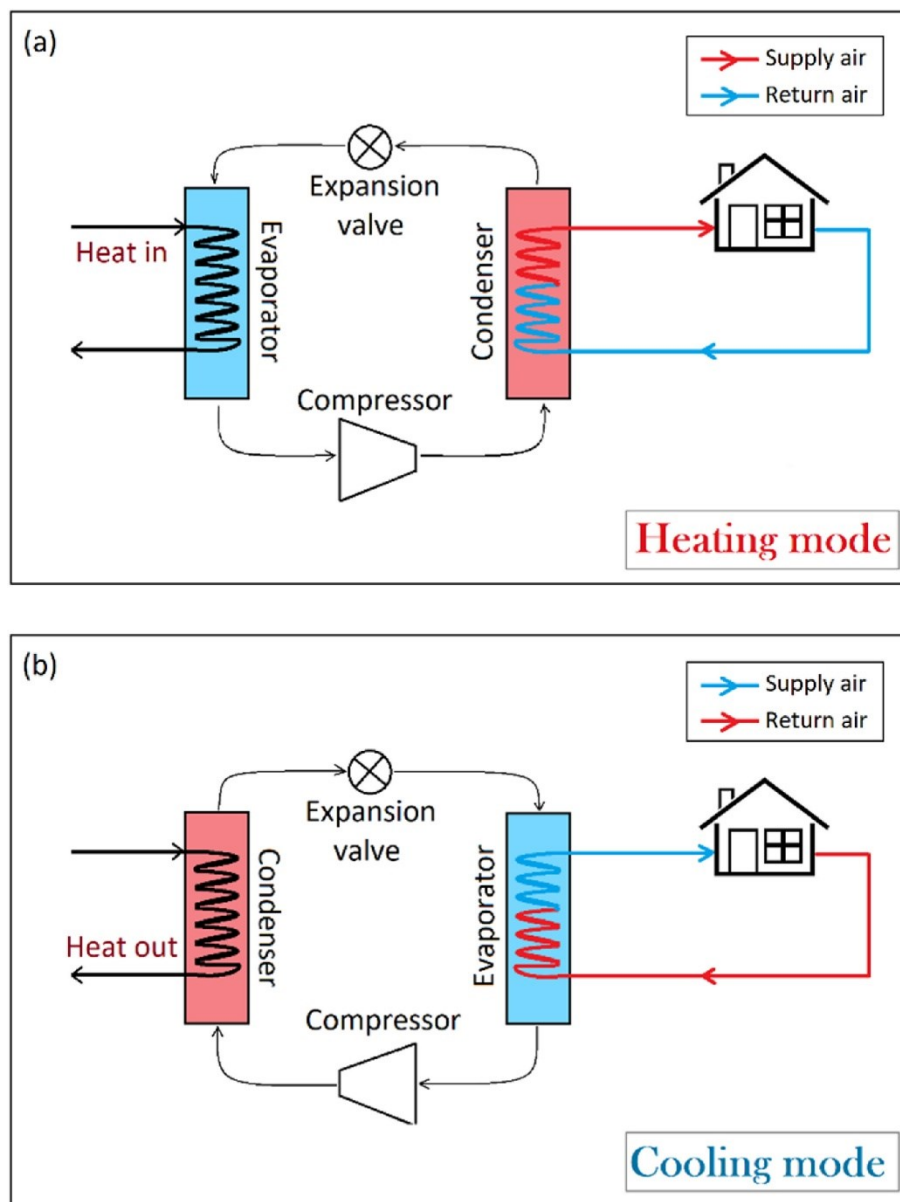 (a)
Supply air
Return air
Expansion
valve
Heat in
Evaporator
Condenser
Compressor
Heating mode
(b)
Supply air
Return air
Expansion
valve
Condenser
Heat out
Evaporator
Compressor
Cooling mode